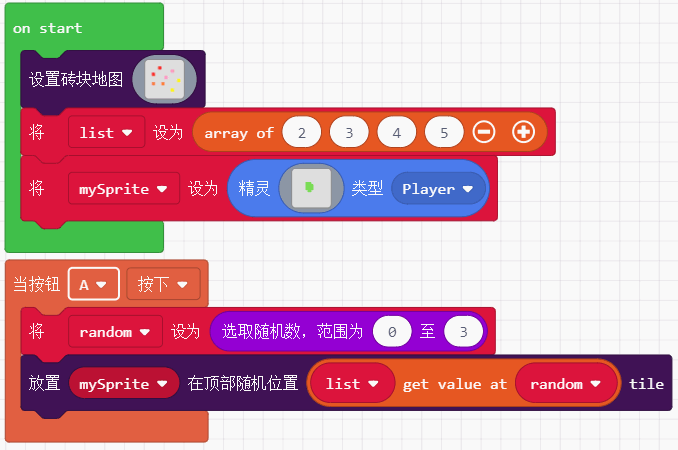 on start
设置砖块地图
将 list 设为 array of 2 3 4 5
将 mySprite 设为 精灵 类型 Player
当按钮 A 按下
将 random 设为 选取随机数，范围为 0 至 3
放置 mySprite 在顶部随机位置 list get value at random tile